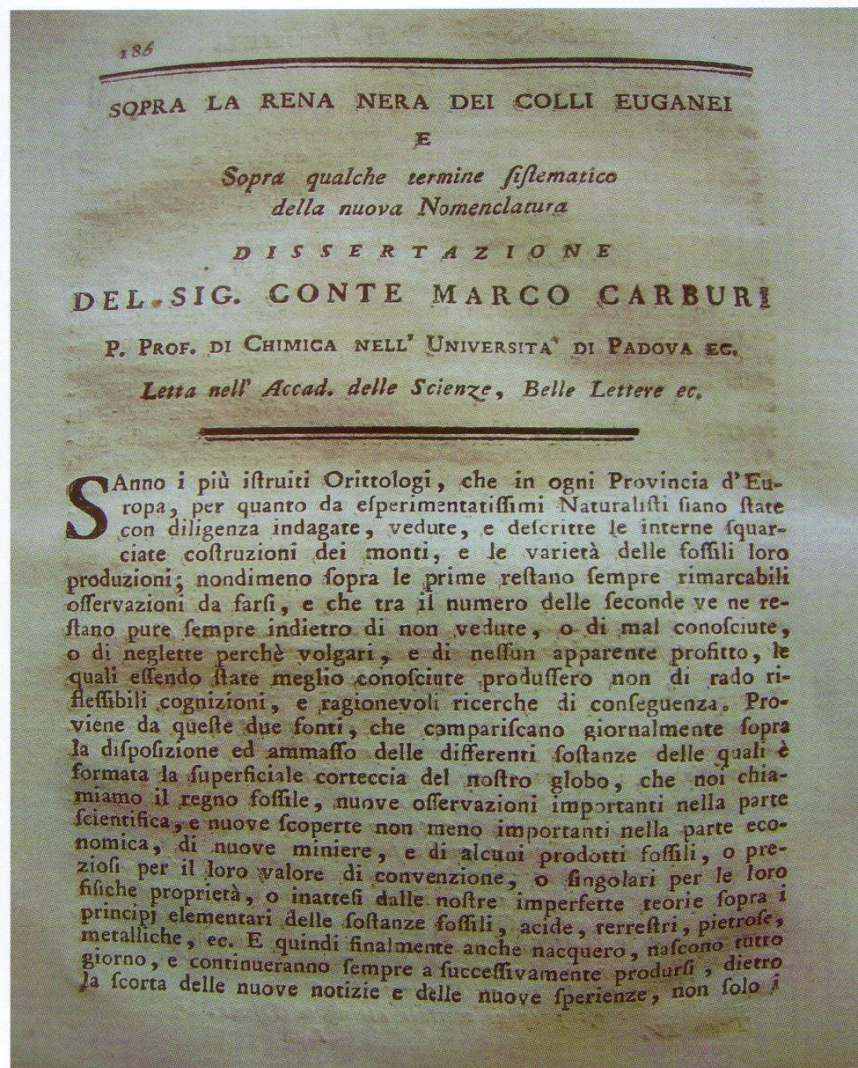 186
SOPRA LA RENA NERA DEI COLLI EUGANEI
E
Sopra qualche termine ſiſtematico
della nuova Nomenclatura
DISSERTAZIONE
DEL SIG. CONTE MARCO CARBURI
P. PROF. DI CHIMICA NELL' UNIVERSITA' DI PADOVA EC.
Letta nell' Accad. delle Scienze, Belle Lettere ec.
SAnno i più iſtruiti Orittologi, che in ogni Provincia d'Eu-
ropa, per quanto da eſperimentatiſſimi Naturaliſti ſiano ſtate
con diligenza indagate, vedute, e deſcritte le interne ſquar-
ciate coſtruzioni dei monti, e le varietà delle foſſili loro
produzioni; nondimeno ſopra le prime reſtano ſempre rimarcabili
oſſervazioni da farſi, e che tra il numero delle ſeconde ve ne re-
ſtano pure ſempre indietro di non vedute, o di mal conoſciute,
o di neglette perchè volgari, e di neſſun apparente profitto, le
quali eſſendo ſtate meglio conoſciute produſſero non di rado ri-
fleſſibili cognizioni, e ragionevoli ricerche di conſeguenza. Pro-
viene da queſte due fonti, che compariſcano giornalmente ſopra
la diſpoſizione ed ammaſſo delle differenti ſoſtanze delle quali è
formata la ſuperficiale corteccia del noſtro globo, che noi chia-
miamo il regno foſſile, nuove oſſervazioni importanti nella parte
ſcientifica, e nuove ſcoperte non meno importanti nella parte eco-
nomica, di nuove miniere, e di alcuni prodotti foſſili, o pre-
zioſi per il loro valore di convenzione, o ſingolari per le loro
fiſiche proprietà, o inatteſi dalle noſtre imperfette teorie ſopra i
principj elementari delle ſoſtanze foſſili, acide, terreſtri, pietroſe,
metalliche, ec. E quindi finalmente anche nacquero, naſcono tutto
giorno, e continueranno ſempre a ſucceſſivamente produrſi, dietro
la ſcorta delle nuove notizie e delle nuove ſperienze, non ſolo i